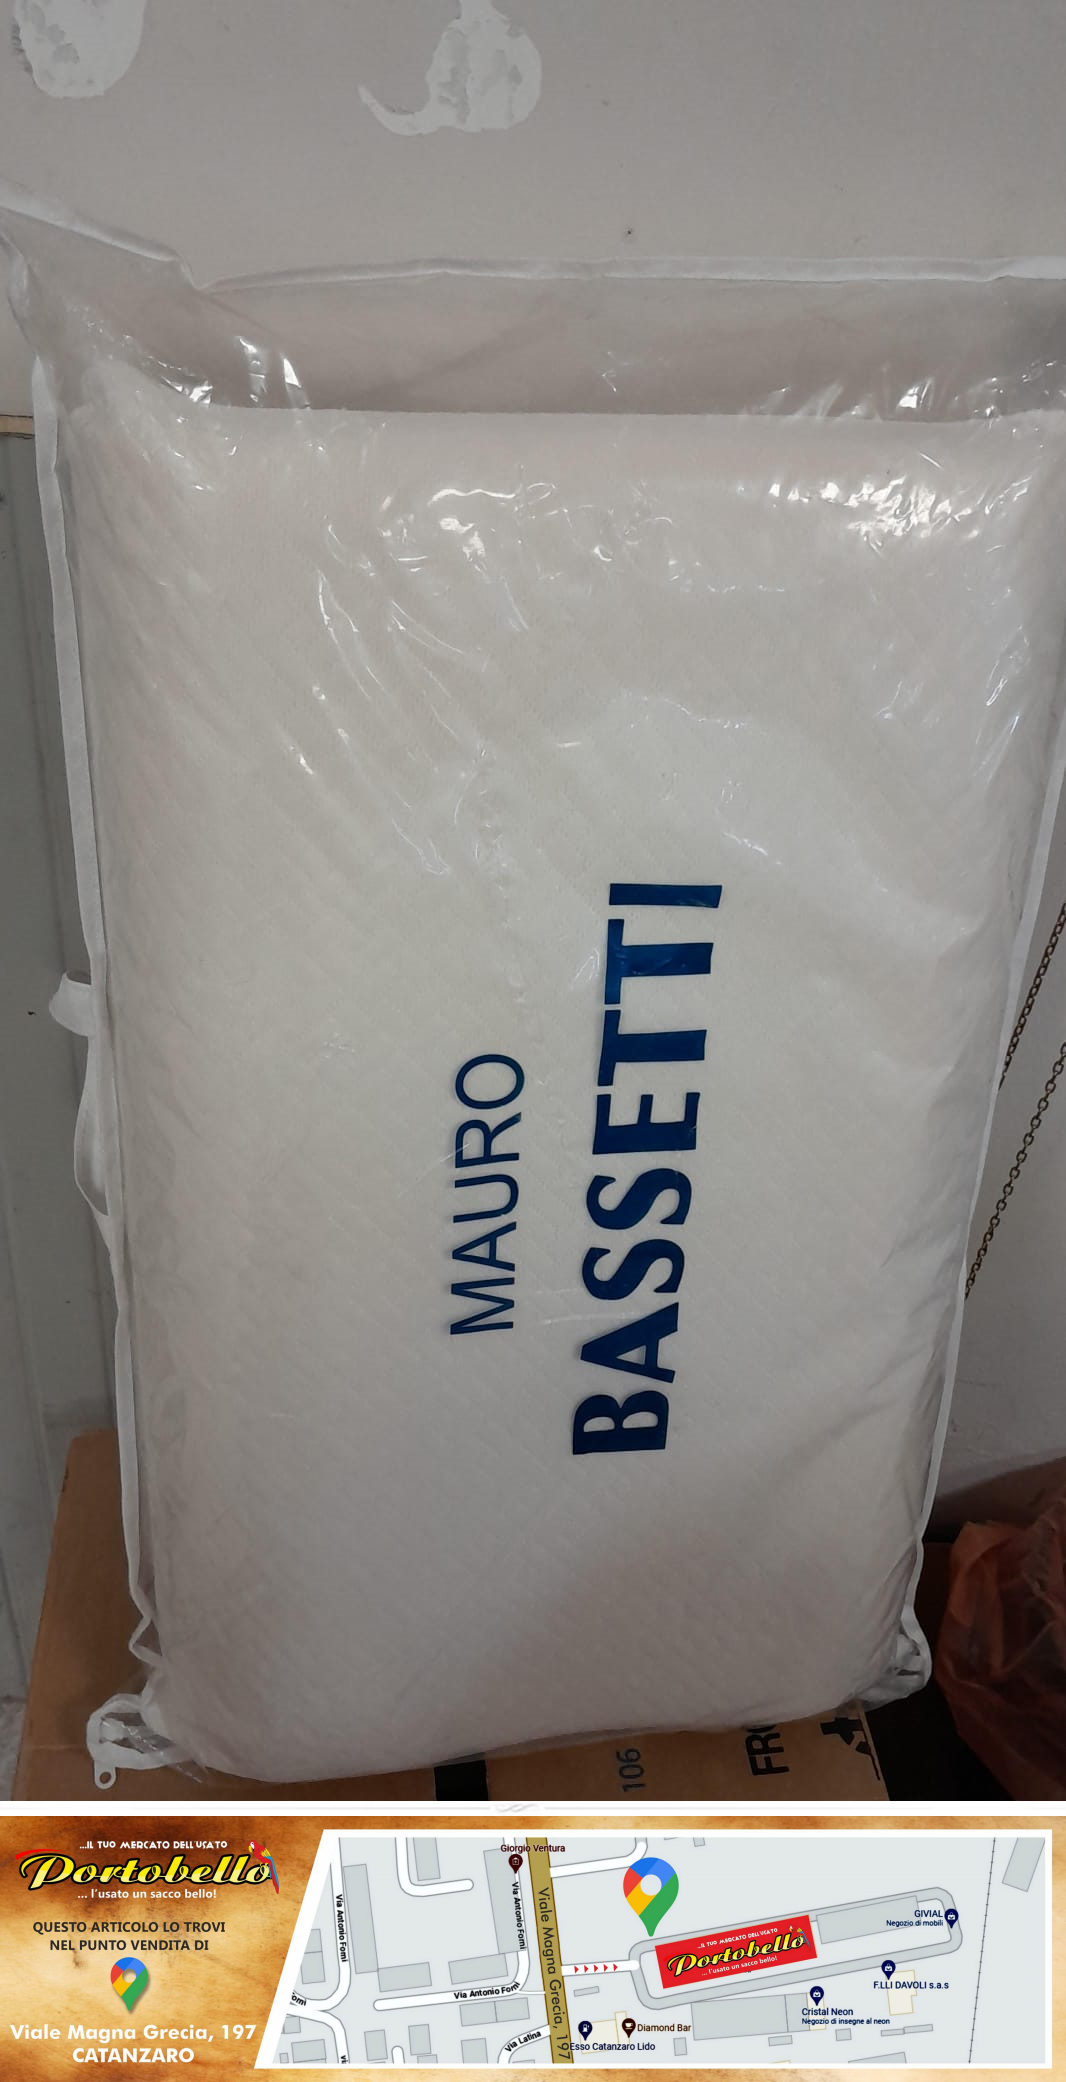 MAURO
BASSETTI
106
FRO
...IL TUO MERCATO DELL'USATO
Portobello
... l'usato un sacco bello!
QUESTO ARTICOLO LO TROVI
NEL PUNTO VENDITA DI
Viale Magna Grecia, 197
CATANZARO
Giorgio Ventura
Via Antonio Forni
Via Antonio Forni
Viale Magna Grecia, 197
Via Antonio Forni
orni
Via Latina
Vi
...IL TUO MERCATO DELL'USATO
Portobello
... l'usato un sacco bello!
GIVIAL
Negozio di mobili
F.LLI DAVOLI s.a.s
Cristal Neon
Negozio di insegne al neon
Diamond Bar
Esso Catanzaro Lido